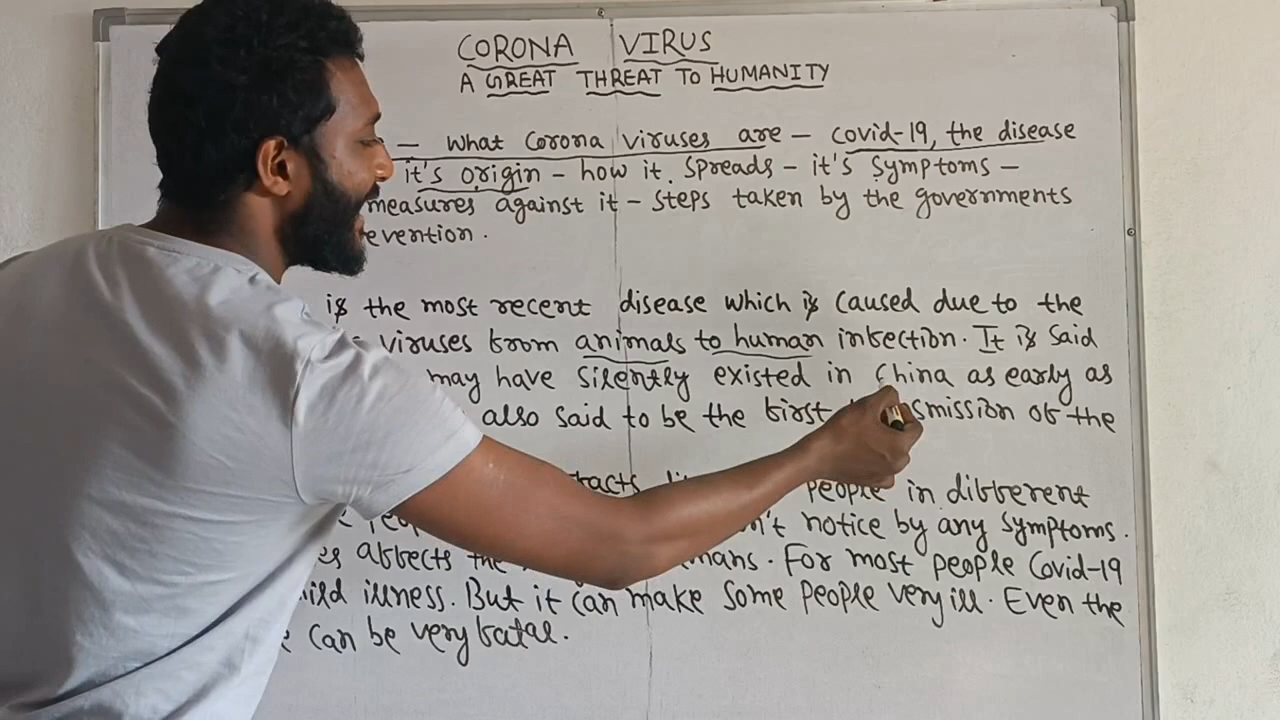 CORONA VIRUS
A GREAT THREAT TO HUMANITY
– What Corona viruses are – covid-19, the disease
it's origin – how it spreads – it's symptoms –
measures against it – steps taken by the governments
evention.
is the most recent disease which is caused due to the
viruses from animals to human infection. It is said
may have silently existed in China as early as
also said to be the first smission of the
people in different
n't notice by any symptoms.
es affects the mans. For most people Covid-19
ild illness. But it can make some people very ill. Even the
can be very fatal.